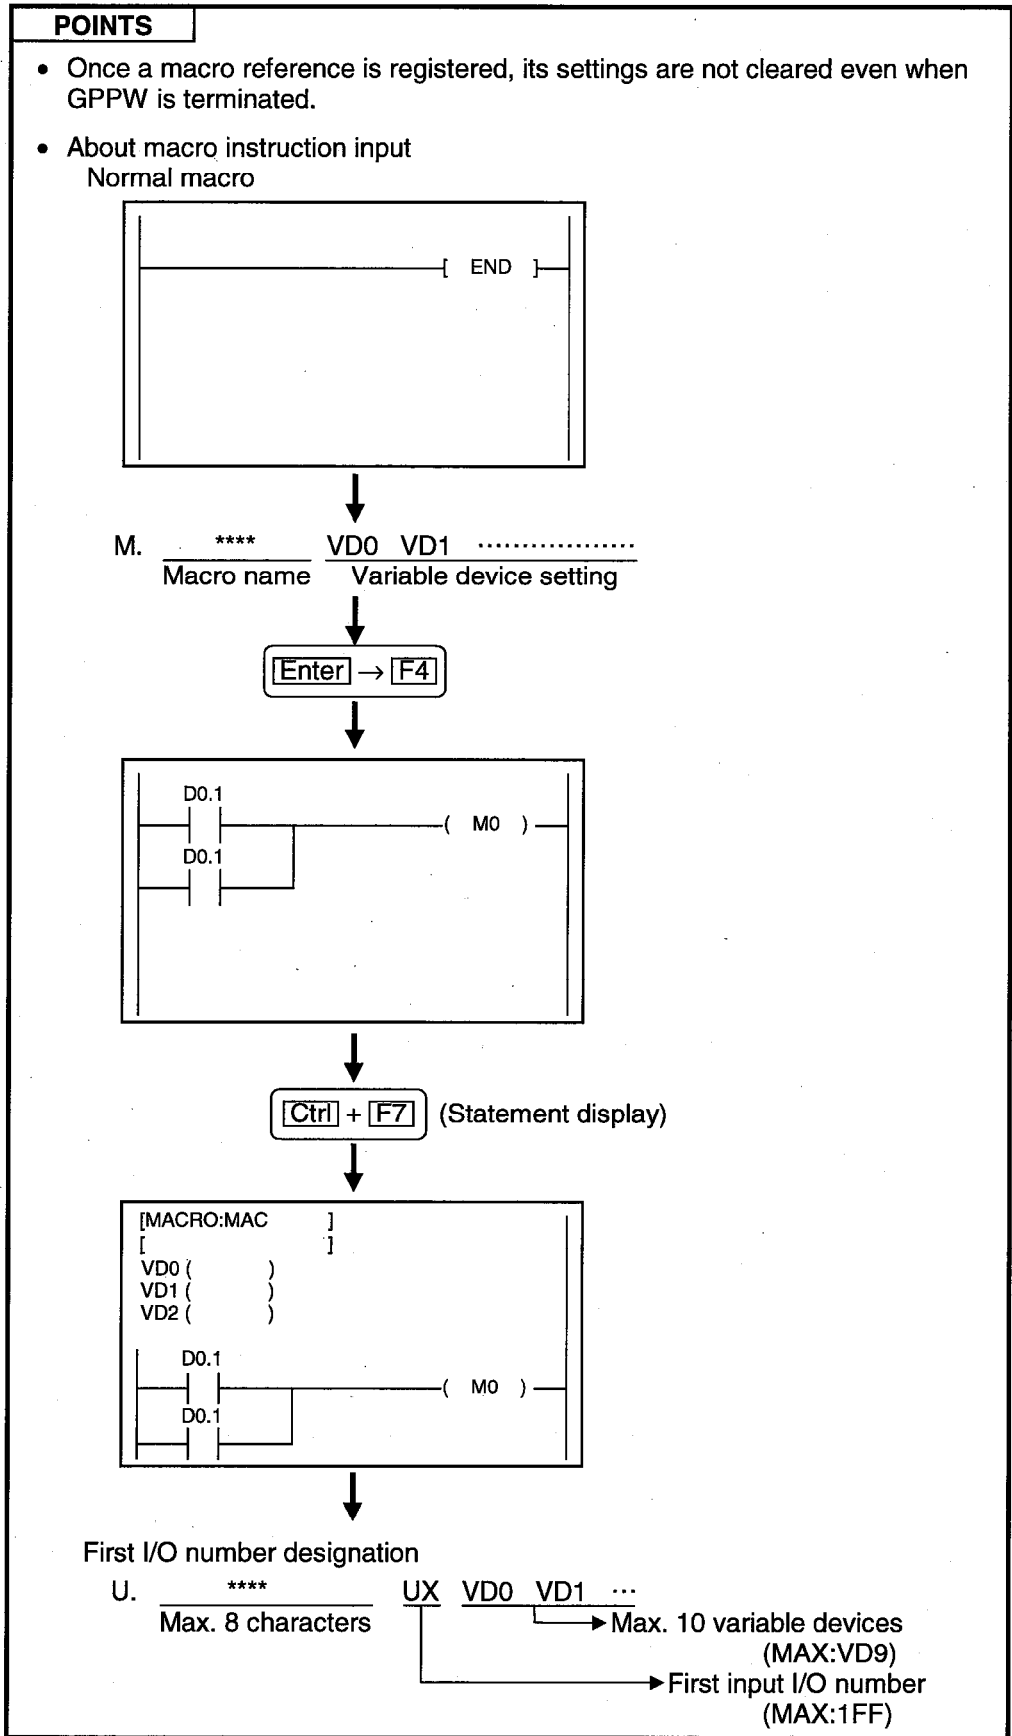 POINTS
• Once a macro reference is registered, its settings are not cleared even when
GPPW is terminated.
• About macro instruction input
Normal macro
[ END ]
M. **** VD0 VD1 ··················
Macro name Variable device setting
Enter → F4
D0.1
( M0 )
D0.1
Ctrl + F7 (Statement display)
[MACRO:MAC ]
[ ]
VD0 ( )
VD1 ( )
VD2 ( )
D0.1
( M0 )
D0.1
First I/O number designation
U. **** UX VD0 VD1 ···
Max. 8 characters
Max. 10 variable devices
(MAX:VD9)
First input I/O number
(MAX:1FF)